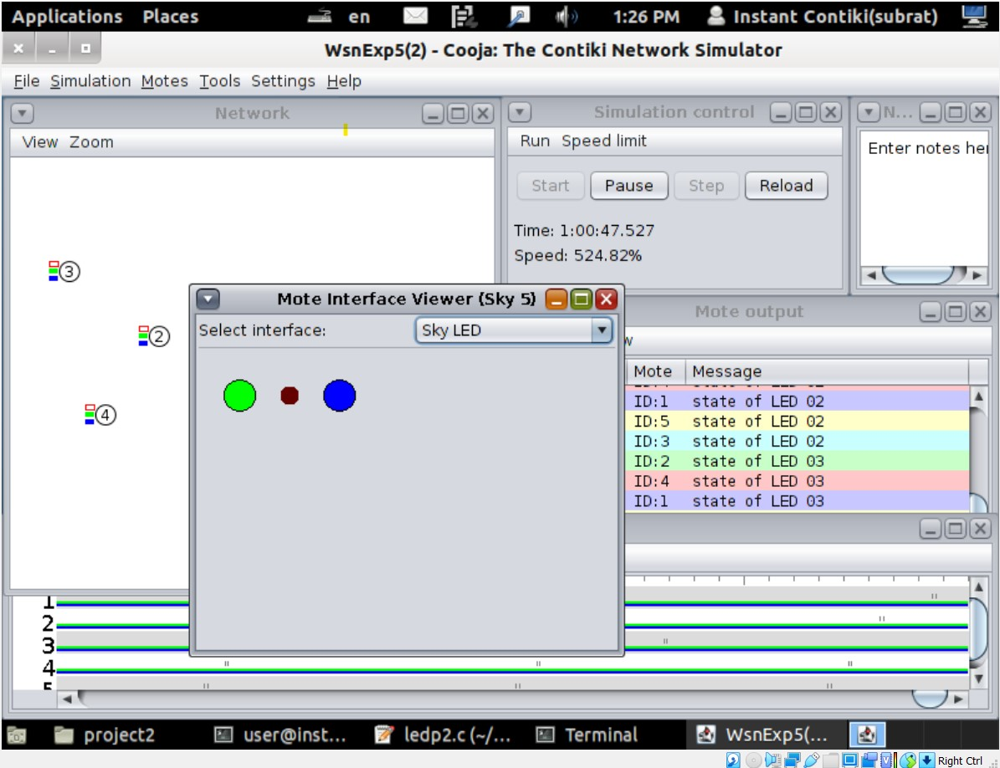 Applications Places en 1:26 PM Instant Contiki(subrat)
WsnExp5(2) - Cooja: The Contiki Network Simulator
File Simulation Motes Tools Settings Help
Network
View Zoom
3
2
4
Simulation control
Run Speed limit
Start Pause Step Reload
Time: 1:00:47.527
Speed: 524.82%
N...
Enter notes her
Mote Interface Viewer (Sky 5)
Select interface: Sky LED
Mote output
w
Mote Message
ID:1 state of LED 02
ID:5 state of LED 02
ID:3 state of LED 02
ID:2 state of LED 03
ID:4 state of LED 03
ID:1 state of LED 03
1
2
3
4
5
project2 user@inst... ledp2.c (~/... Terminal WsnExp5(...
Right Ctrl